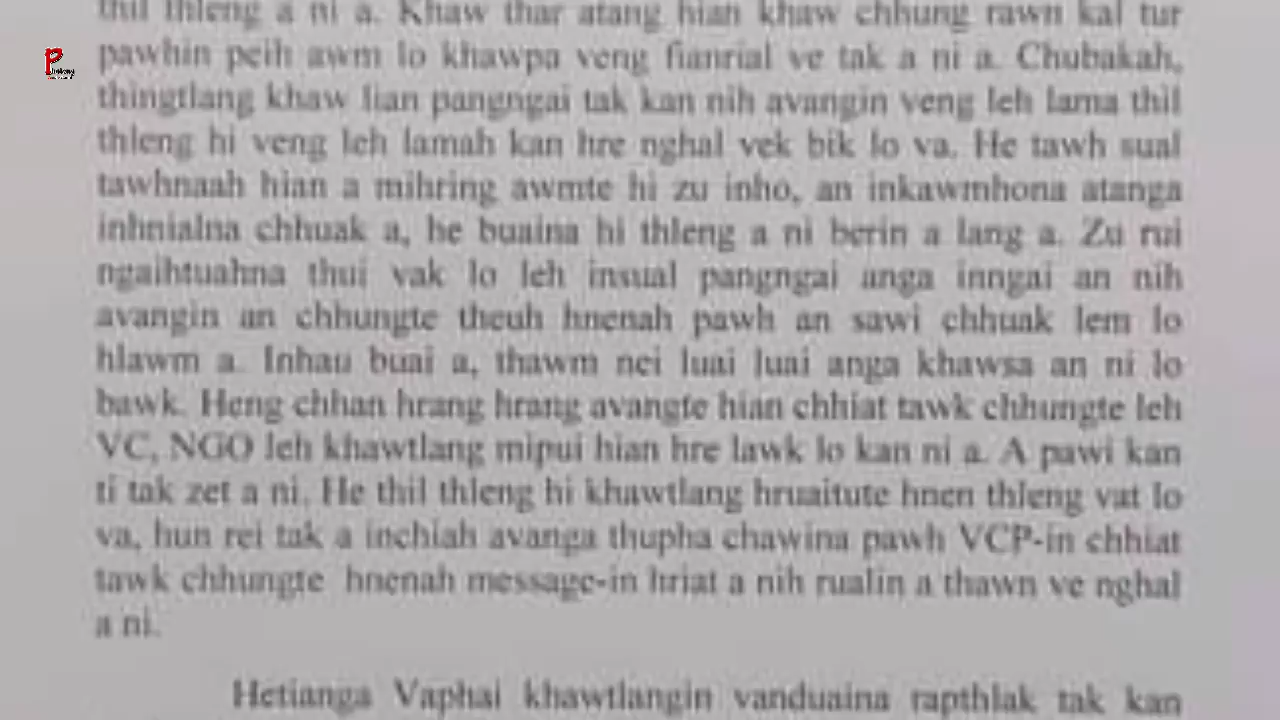 thil thleng a ni a. Khaw thar atang hian khaw chhung rawn kal tur
pawhin peih awm lo khawpa veng fianrial ve tak a ni a. Chubakah,
thingtlang khaw lian pangngai tak kan nih avangin veng leh lama thil
thleng hi veng leh lamah kan hre nghal vek bik lo va. He tawh sual
tawhnaah hian a mihring awmte hi zu inho, an inkawmhona atanga
inhnialna chhuak a, he buaina hi thleng a ni berin a lang a. Zu rui
ngaihtuahna thui vak lo leh insual pangngai anga inngai an nih
avangin an chhungte theuh hnenah pawh an sawi chhuak lem lo
hlawm a. Inhau buai a, thawm nei luai luai anga khawsa an ni lo
bawk. Heng chhan hrang hrang avangte hian chhiat tawk chhungte leh
VC, NGO leh khawtlang mipui hian hre lawk lo kan ni a. A pawi kan
ti tak zet a ni. He thil thleng hi khawtlang hruaitute hnen thleng vat lo
va, hun rei tak a inchiah avanga thupha chawina pawh VCP-in chhiat
tawk chhungte hnenah message-in hriat a nih rualin a thawn ve nghal
a ni.
Hetianga Vaphai khawtlangin vanduaina rapthlak tak kan